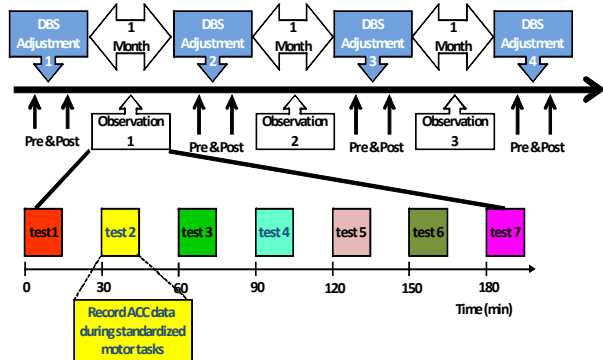 DBS
Adjustment
1
1
Month
DBS
Adjustment
2
1
Month
DBS
Adjustment
3
1
Month
DBS
Adjustment
4
Pre &Post
Observation
1
Pre &Post
Observation
2
Pre &Post
Observation
3
Pre &Post
test1
test 2
test 3
test 4
test 5
test 6
test 7
0
30
60
90
120
150
180
Time (min)
Record ACC data
during standardized
motor tasks